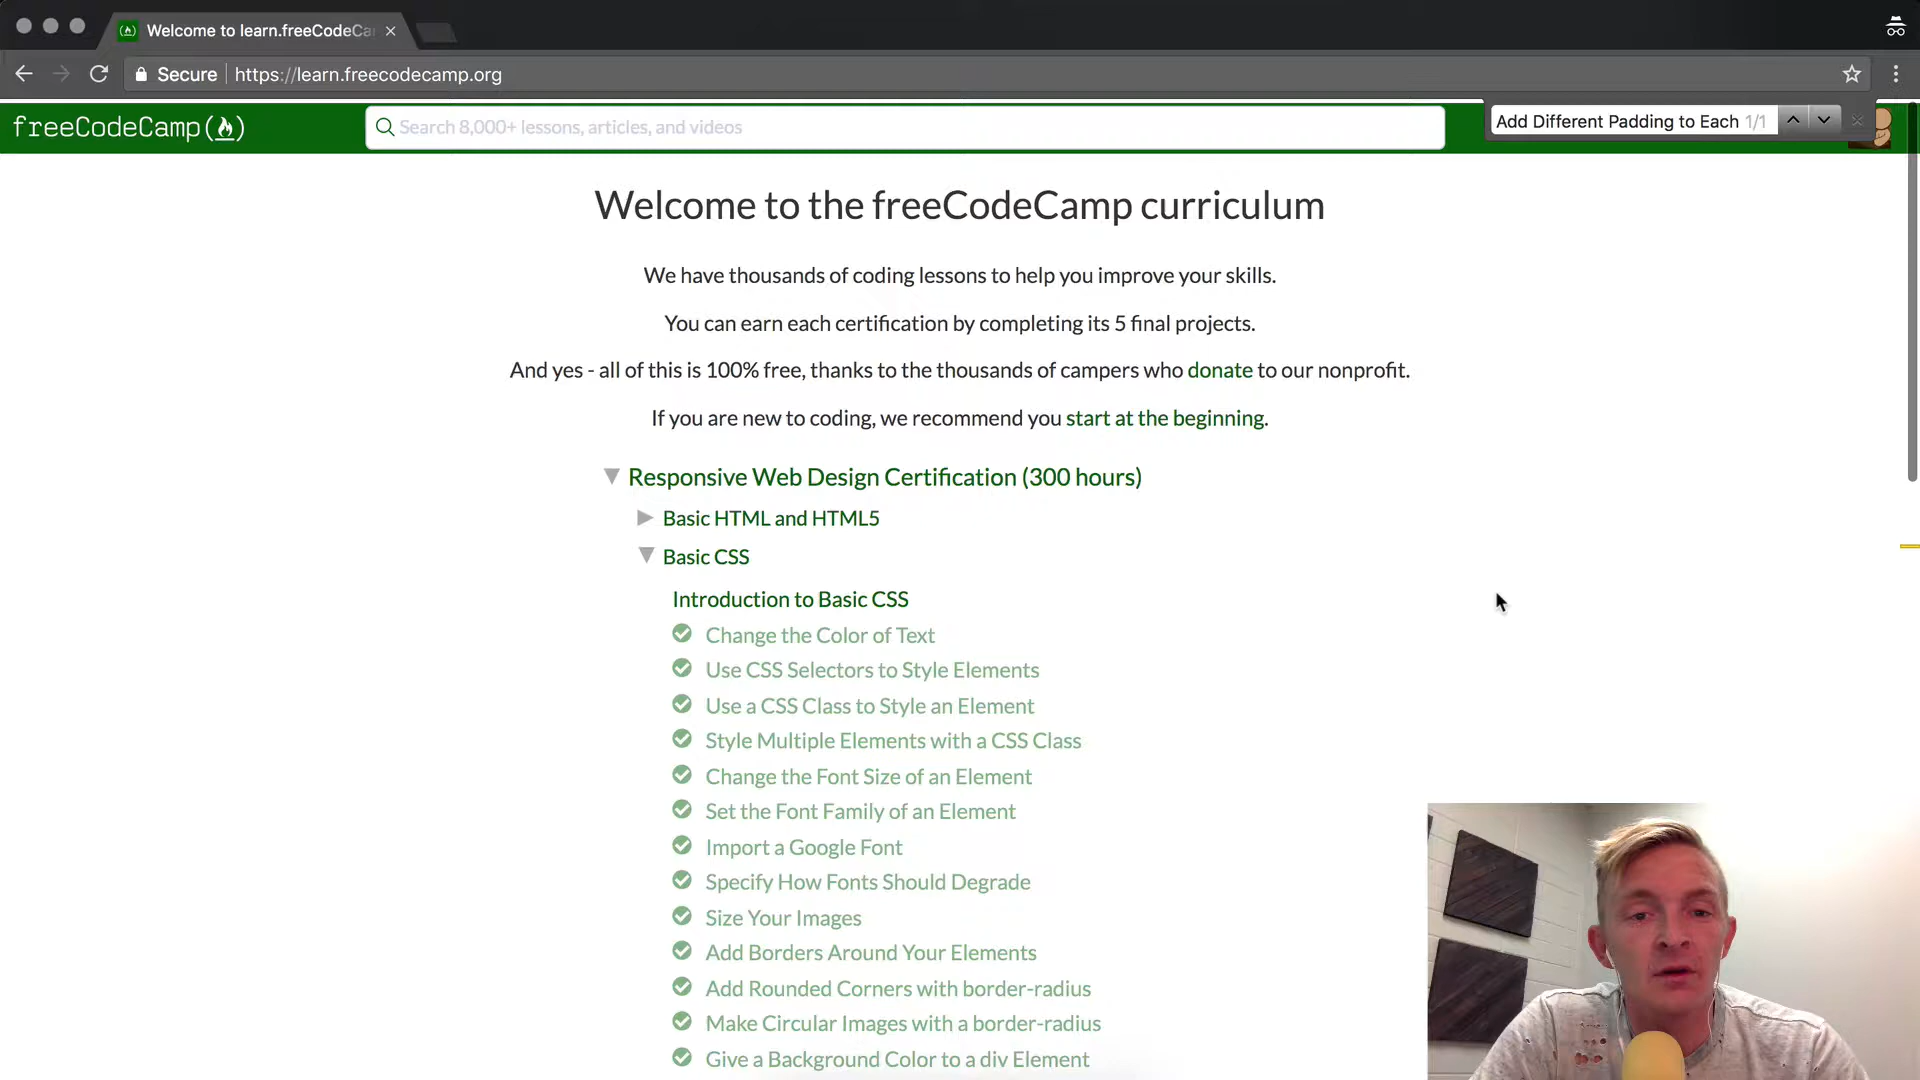 Welcome to learn.freeCodeCa
Secure
https://learn.freecodecamp.org
freeCodeCamp
Search 8,000+ lessons, articles, and videos
Add Different Padding to Each 1/1
Welcome to the freeCodeCamp curriculum
We have thousands of coding lessons to help you improve your skills.
You can earn each certification by completing its 5 final projects.
And yes - all of this is 100% free, thanks to the thousands of campers who donate to our nonprofit.
If you are new to coding, we recommend you start at the beginning.
Responsive Web Design Certification (300 hours)
Basic HTML and HTML5
Basic CSS
Introduction to Basic CSS
Change the Color of Text
Use CSS Selectors to Style Elements
Use a CSS Class to Style an Element
Style Multiple Elements with a CSS Class
Change the Font Size of an Element
Set the Font Family of an Element
Import a Google Font
Specify How Fonts Should Degrade
Size Your Images
Add Borders Around Your Elements
Add Rounded Corners with border-radius
Make Circular Images with a border-radius
Give a Background Color to a div Element